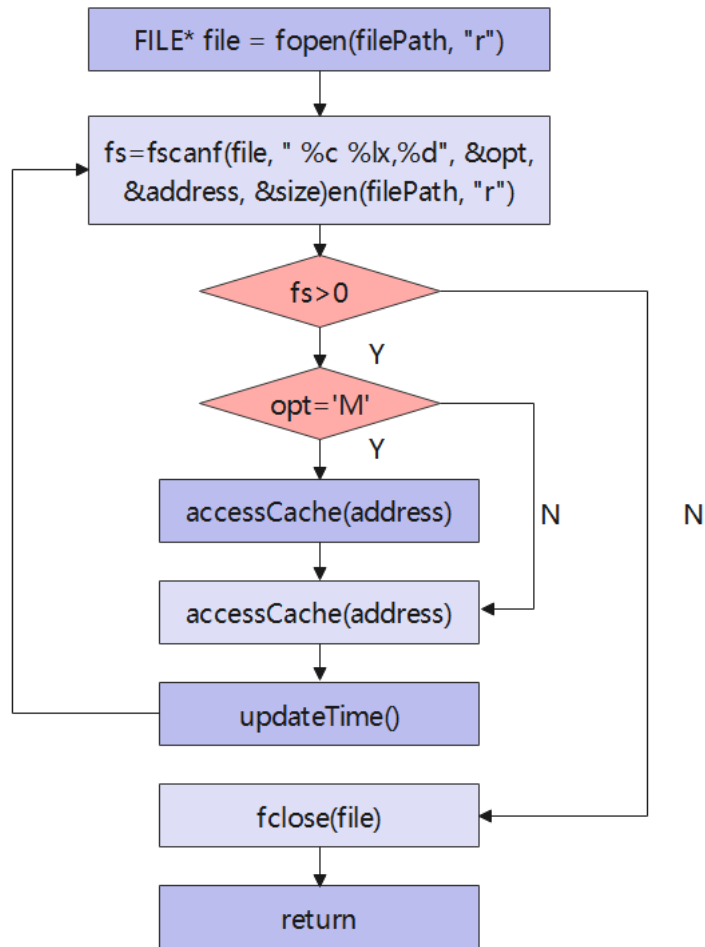 FILE* file = fopen(filePath, "r")
fs=fscanf(file, " %c %lx,%d", &opt,
&address, &size)en(filePath, "r")
fs>0
Y
opt='M'
Y
accessCache(address)
N
N
accessCache(address)
updateTime()
fclose(file)
return